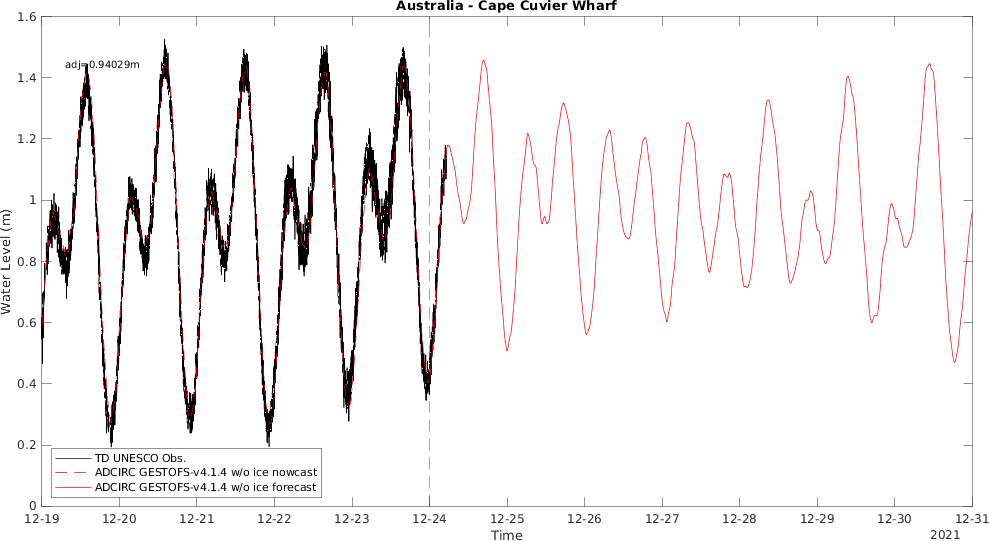 Australia - Cape Cuvier Wharf
1.6
1.4
1.2
1
0.8
0.6
0.4
0.2
0
Water Level (m)
adj=0.94029m
TD UNESCO Obs.
ADCIRC GESTOFS-v4.1.4 w/o ice nowcast
ADCIRC GESTOFS-v4.1.4 w/o ice forecast
12-19 12-20 12-21 12-22 12-23 12-24 12-25 12-26 12-27 12-28 12-29 12-30 12-31
Time
2021